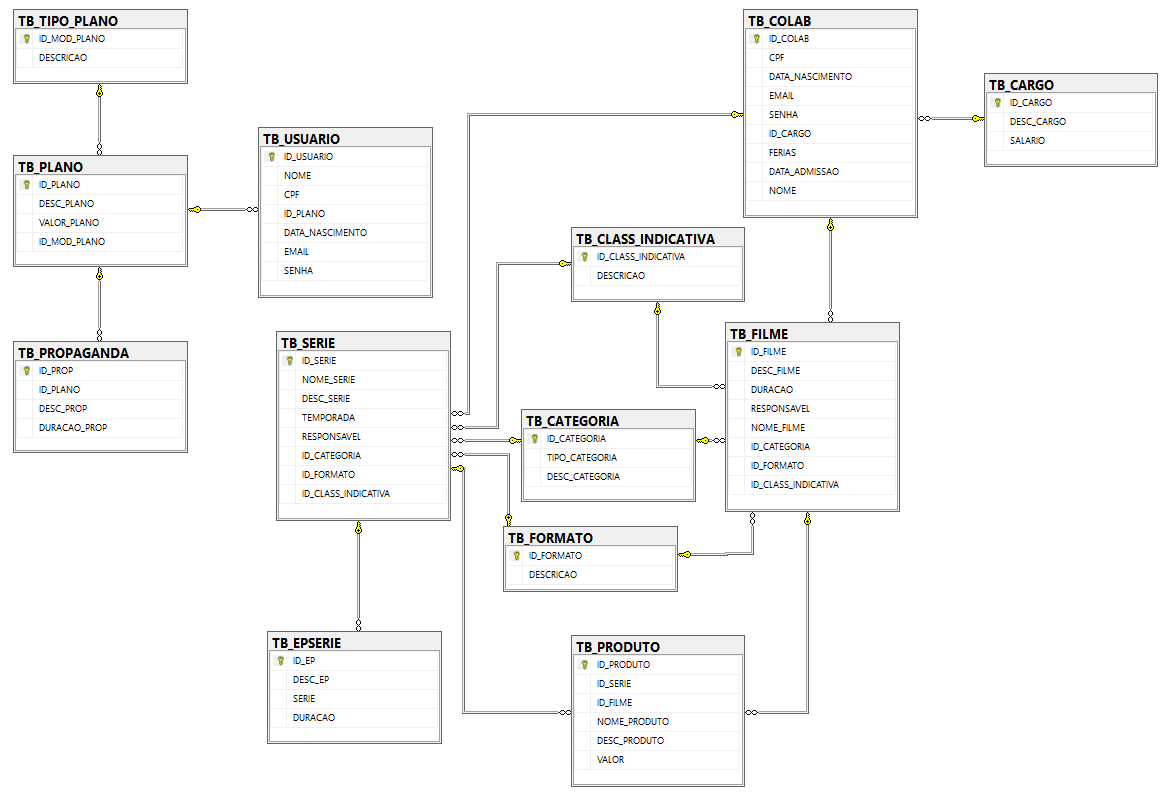 TB_TIPO_PLANO
ID_MOD_PLANO
DESCRICAO
TB_PLANO
ID_PLANO
DESC_PLANO
VALOR_PLANO
ID_MOD_PLANO
TB_PROPAGANDA
ID_PROP
ID_PLANO
DESC_PROP
DURACAO_PROP
TB_USUARIO
ID_USUARIO
NOME
CPF
ID_PLANO
DATA_NASCIMENTO
EMAIL
SENHA
TB_SERIE
ID_SERIE
NOME_SERIE
DESC_SERIE
TEMPORADA
RESPONSAVEL
ID_CATEGORIA
ID_FORMATO
ID_CLASS_INDICATIVA
TB_EPSERIE
ID_EP
DESC_EP
SERIE
DURACAO
TB_CLASS_INDICATIVA
ID_CLASS_INDICATIVA
DESCRICAO
TB_CATEGORIA
ID_CATEGORIA
TIPO_CATEGORIA
DESC_CATEGORIA
TB_FORMATO
ID_FORMATO
DESCRICAO
TB_PRODUTO
ID_PRODUTO
ID_SERIE
ID_FILME
NOME_PRODUTO
DESC_PRODUTO
VALOR
TB_COLAB
ID_COLAB
CPF
DATA_NASCIMENTO
EMAIL
SENHA
ID_CARGO
FERIAS
DATA_ADMISSAO
NOME
TB_FILME
ID_FILME
DESC_FILME
DURACAO
RESPONSAVEL
NOME_FILME
ID_CATEGORIA
ID_FORMATO
ID_CLASS_INDICATIVA
TB_CARGO
ID_CARGO
DESC_CARGO
SALARIO